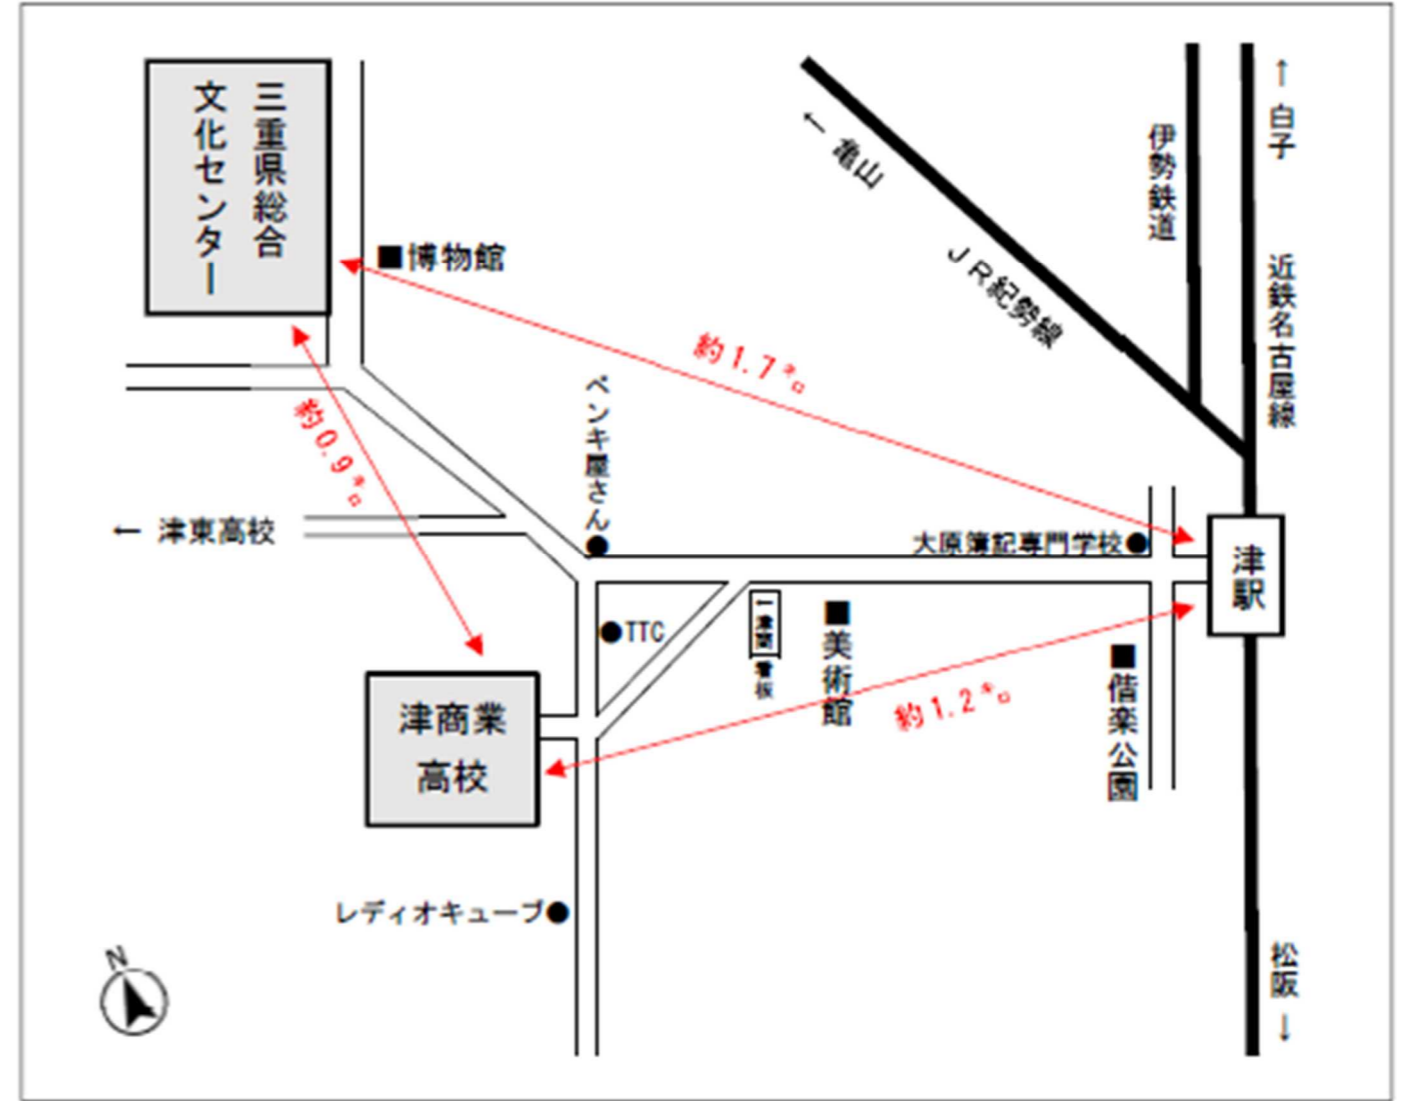 三重県総合
文化センター
■博物館
← 亀山
JR紀勢線
伊勢鉄道
↑ 白子
近鉄名古屋線
約1.7㌔
約0.9㌔
ペンキ屋さん
← 津東高校
大原簿記専門学校
津駅
TTC
看板
■美術館
■偕楽公園
約1.2㌔
津商業
高校
レディオキューブ
N
松阪 ↓